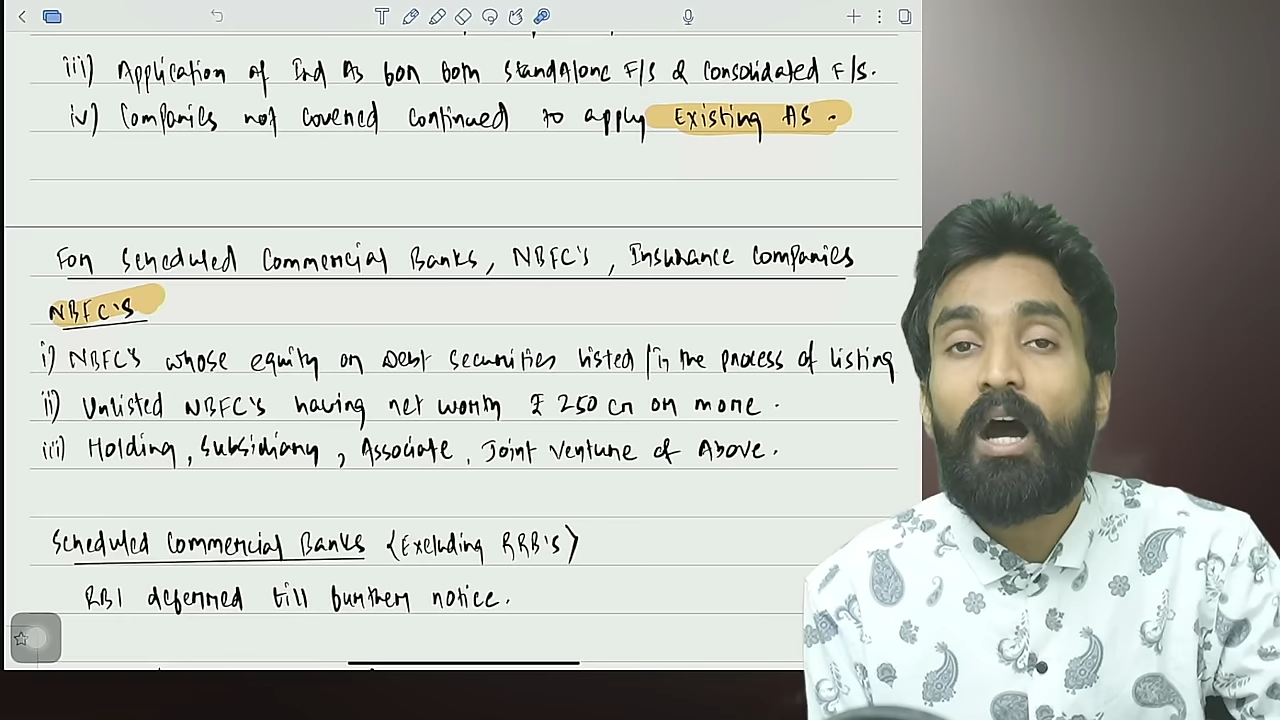 iii) Application of Ind AS for both StandAlone F/S & Consolidated F/S.
iv) Companies not covered continued to apply Existing AS.
For Scheduled Commercial Banks, NBFC's, Insurance Companies
NBFC's
i) NBFC's whose equity or Debt securities listed/in the process of listing
ii) Unlisted NBFC's having net worth ₹ 250 cr or more.
iii) Holding, Subsidiary, Associate, Joint Venture of Above.
Scheduled Commercial Banks {Excluding RRB's}
RBI deferred till further notice.